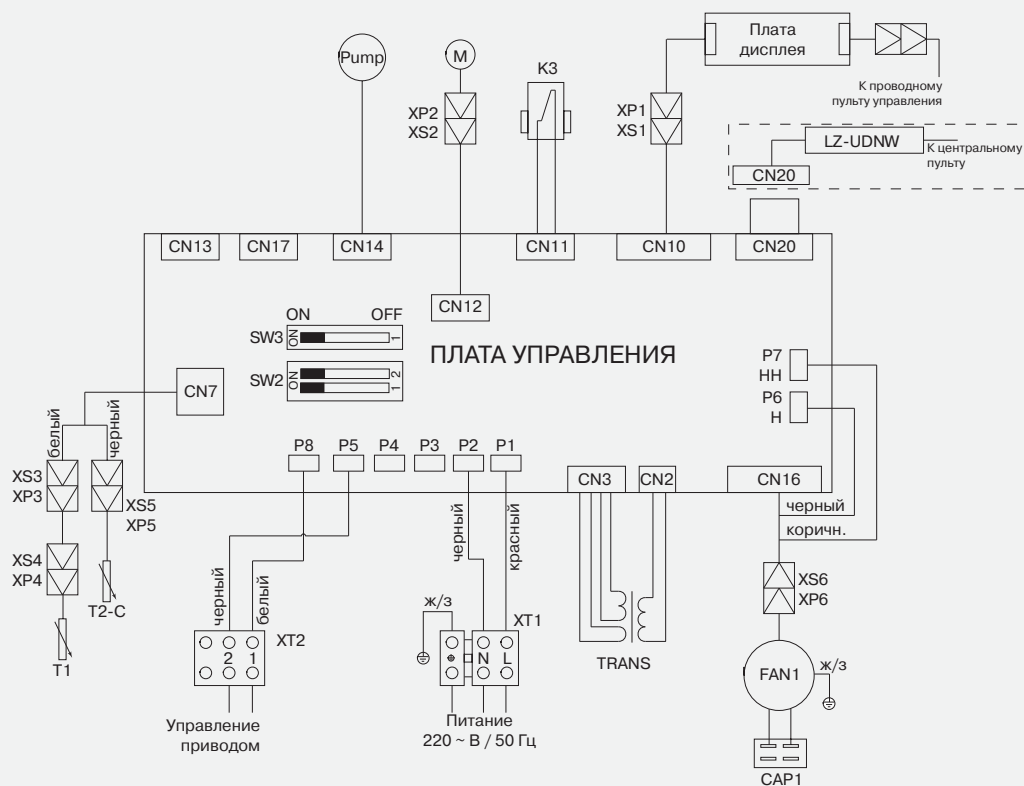 Плата
дисплея
Pump
M
K3
К проводному
пульту управления
XP2
XS2
XP1
XS1
LZ-UDNW
К центральному
пульту
CN20
CN13
CN17
CN14
CN11
CN10
CN20
CN12
ON
OFF
SW3
ON
1
SW2
ON
2
1
ПЛАТА УПРАВЛЕНИЯ
P7
HH
P6
H
CN7
белый
черный
P8
P5
P4
P3
P2
P1
CN3
CN2
CN16
XS3
XP3
XS5
XP5
черный
коричн.
черный
красный
XS4
XP4
T2-C
T1
черный
белый
ж/з
XS6
XP6
XT2
2
1
XT1
N
L
TRANS
FAN1
ж/з
Управление
приводом
Питание
220 ~ В / 50 Гц
CAP1